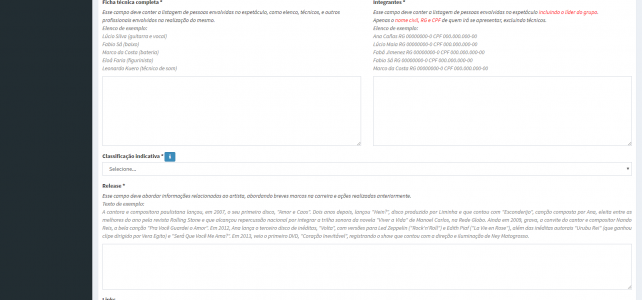 Ficha técnica completa *
Esse campo deve conter a listagem de pessoas envolvidas no espetáculo, como elenco, técnicos, e outros
profissionais envolvidos na realização do mesmo.
Elenco de exemplo:
Lúcia Silva (guitarra e vocal)
Fabio Sá (baixo)
Marco da Costa (bateria)
Eloá Faria (figurinista)
Leonardo Kuero (técnico de som)
Integrantes *
Esse campo deve conter a listagem de pessoas envolvidas no espetáculo incluindo o líder do grupo.
Apenas o nome civil, RG e CPF de quem irá se apresentar, excluindo técnicos.
Elenco de exemplo:
Ana Cañas RG 00000000-0 CPF 000.000.000-00
Lúcio Maia RG 00000000-0 CPF 000.000.000-00
Fabá Jimenez RG 00000000-0 CPF 000.000.000-00
Fabio Sá RG 00000000-0 CPF 000.000.000-00
Marco da Costa RG 00000000-0 CPF 000.000.000-00
Classificação indicativa *
Selecione...
Release *
Esse campo deve abordar informações relacionadas ao artista, abordando breves marcos na carreira e ações realizadas anteriormente.
Texto de exemplo:
A cantora e compositora paulistana lançou, em 2007, o seu primeiro disco, "Amor e Caos". Dois anos depois, lançou "Hein?", disco produzido por Liminha e que contou com "Esconderijo", canção composta por Ana, eleita entre as
melhores do ano pela revista Rolling Stone e que alcançou repercussão nacional por integrar a trilha sonora da novela "Viver a Vida" de Manoel Carlos, na Rede Globo. Ainda em 2009, grava, a convite do cantor e compositor Nando
Reis, a bela canção "Pra Você Guardei o Amor". Em 2012, Ana lança o terceiro disco de inéditas, "Volta", com versões para Led Zeppelin ("Rock'n'Roll") e Edith Piaf ("La Vie en Rose"), além das inéditas autorais "Urubu Rei" (que ganhou
clipe dirigido por Vera Egito) e "Será Que Você Me Ama?". Em 2013, veio o primeiro DVD, "Coração Inevitável", registrando o show que contou com a direção e iluminação de Ney Matogrosso.